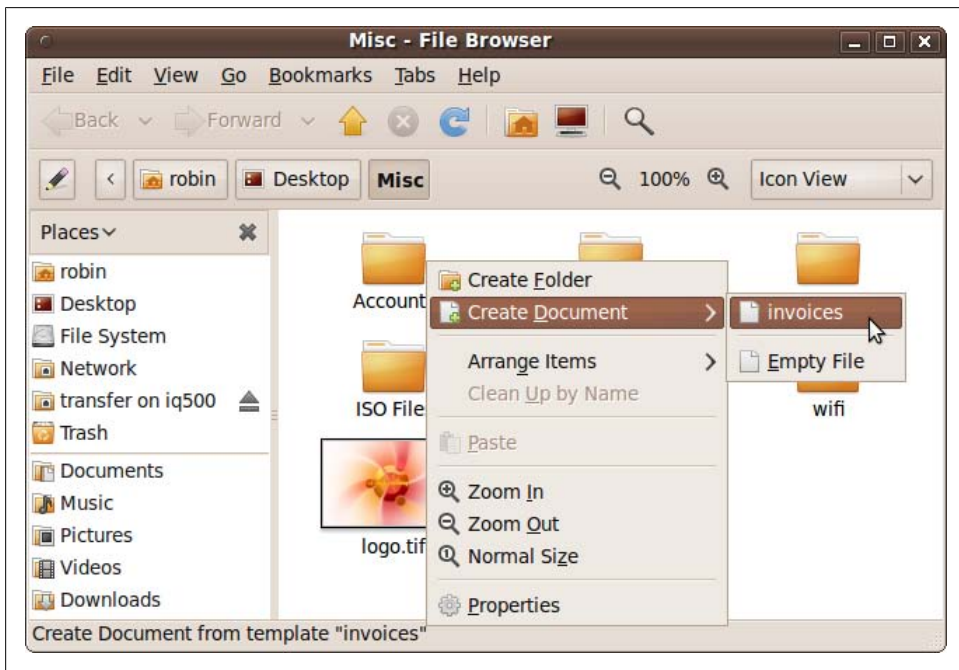 Misc - File Browser
File Edit View Go Bookmarks Tabs Help
Back Forward
robin Desktop Misc 100% Icon View
Places
robin
Desktop
File System
Network
transfer on iq500
Trash
Documents
Music
Pictures
Videos
Downloads
Account
ISO File
logo.tif
wifi
Create Folder
Create Document
Arrange Items
Clean Up by Name
Paste
Zoom In
Zoom Out
Normal Size
Properties
invoices
Empty File
Create Document from template "invoices"